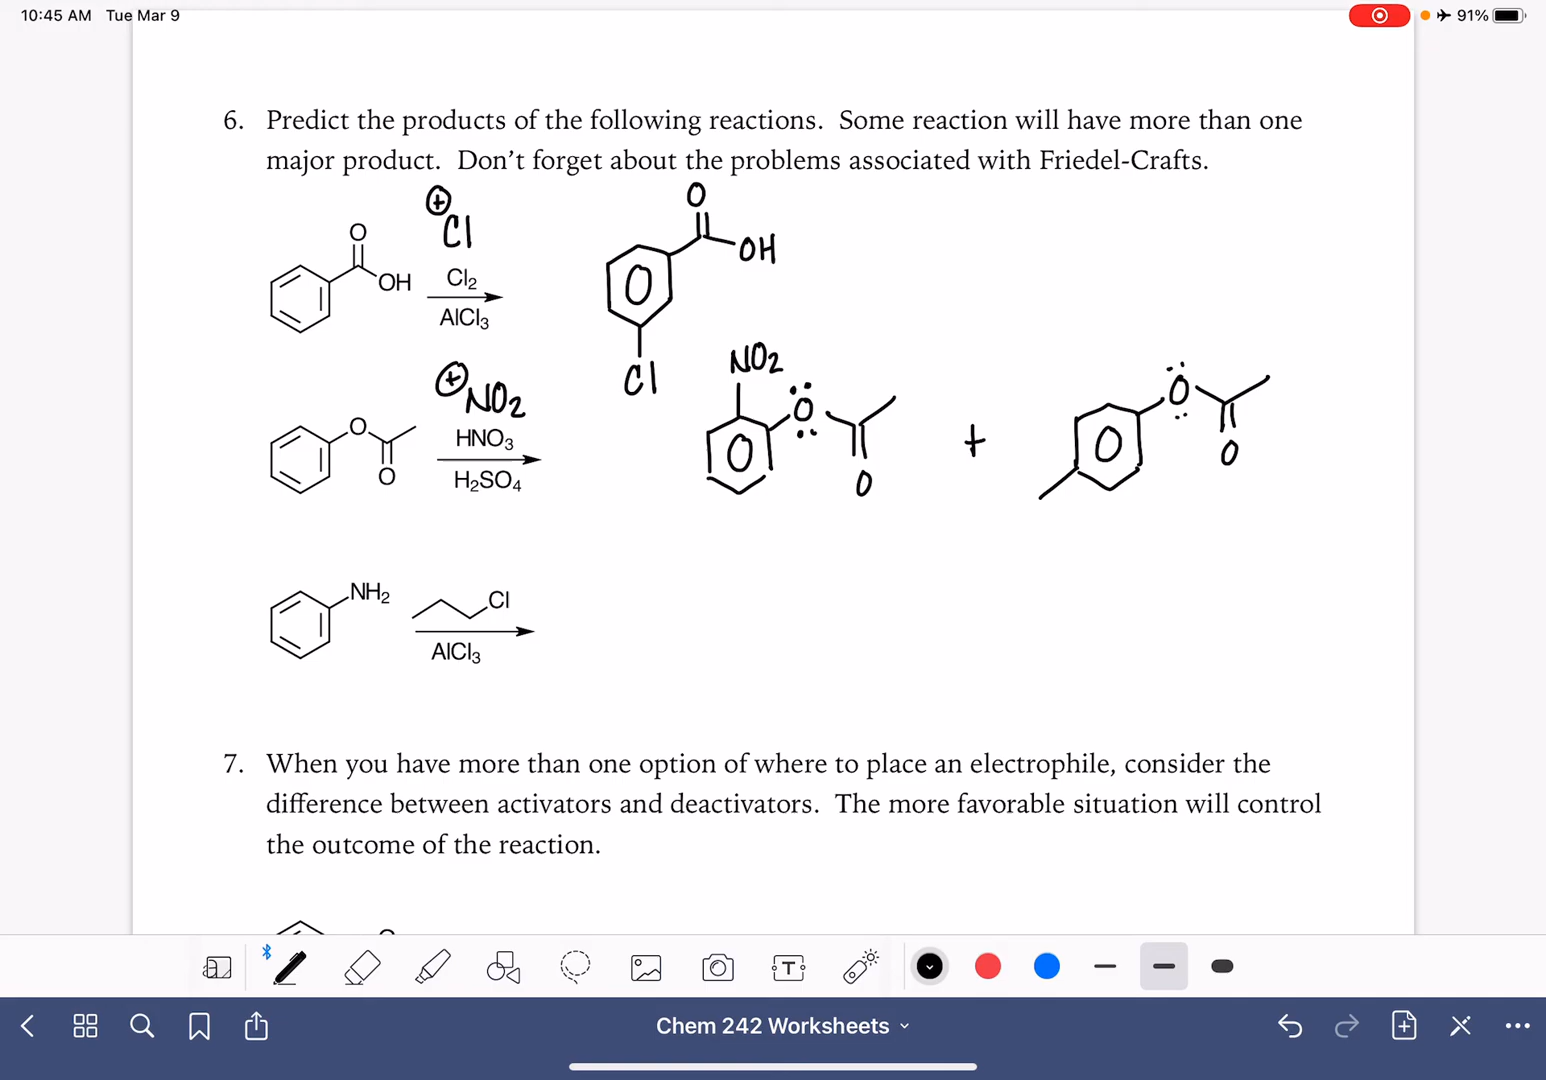 10:45 AM Tue Mar 9
91%
6. Predict the products of the following reactions. Some reaction will have more than one
major product. Don't forget about the problems associated with Friedel-Crafts.
O
OH
⊕
Cl
Cl₂
AlCl₃
O
OH
Cl
O
O
⊕NO₂
HNO₃
H₂SO₄
NO₂
O
O
+
O
O
NH₂
Cl
AlCl₃
7. When you have more than one option of where to place an electrophile, consider the
difference between activators and deactivators. The more favorable situation will control
the outcome of the reaction.
a
T
Chem 242 Worksheets